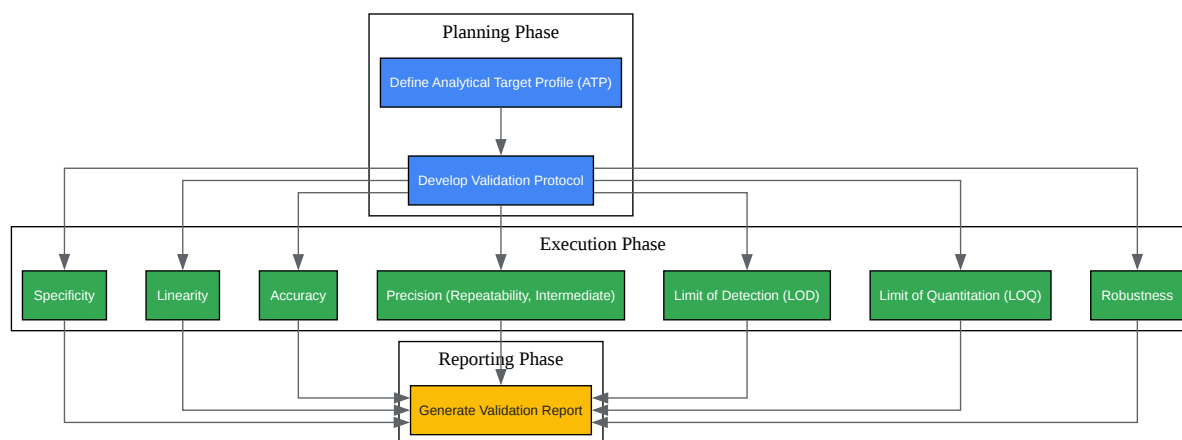 Planning Phase
Define Analytical Target Profile (ATP)
Develop Validation Protocol
Execution Phase
Specificity
Linearity
Accuracy
Precision (Repeatability, Intermediate)
Limit of Detection (LOD)
Limit of Quantitation (LOQ)
Robustness
Reporting Phase
Generate Validation Report